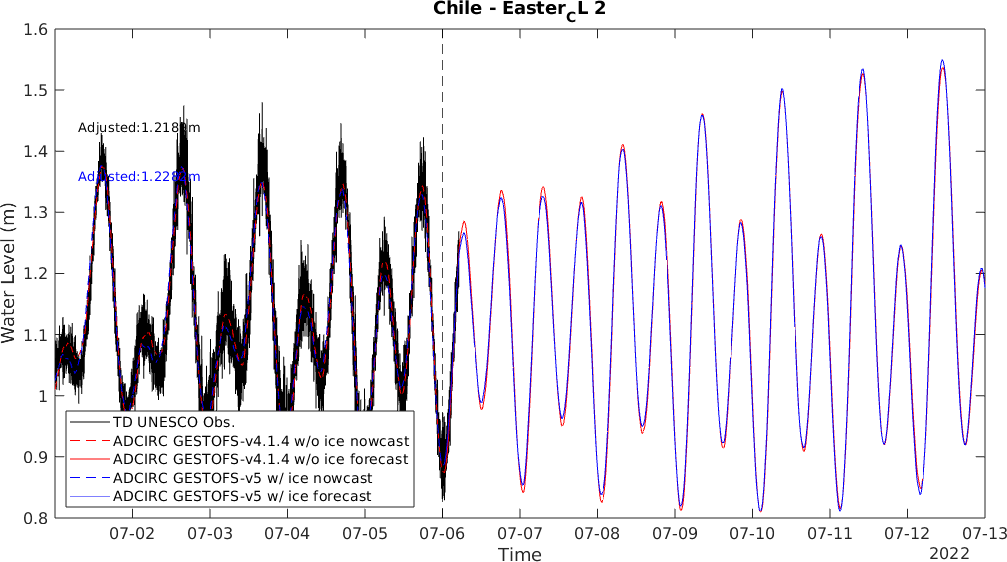 Chile - Easter_CL 2
1.6
1.5
1.4
1.3
1.2
1.1
1
0.9
0.8
Water Level (m)
Adjusted:1.218
m
Adjusted:1.228
m
TD UNESCO Obs.
ADCIRC GESTOFS-v4.1.4 w/o ice nowcast
ADCIRC GESTOFS-v4.1.4 w/o ice forecast
ADCIRC GESTOFS-v5 w/ ice nowcast
ADCIRC GESTOFS-v5 w/ ice forecast
07-02 07-03 07-04 07-05 07-06 07-07 07-08 07-09 07-10 07-11 07-12 07-13
Time
2022